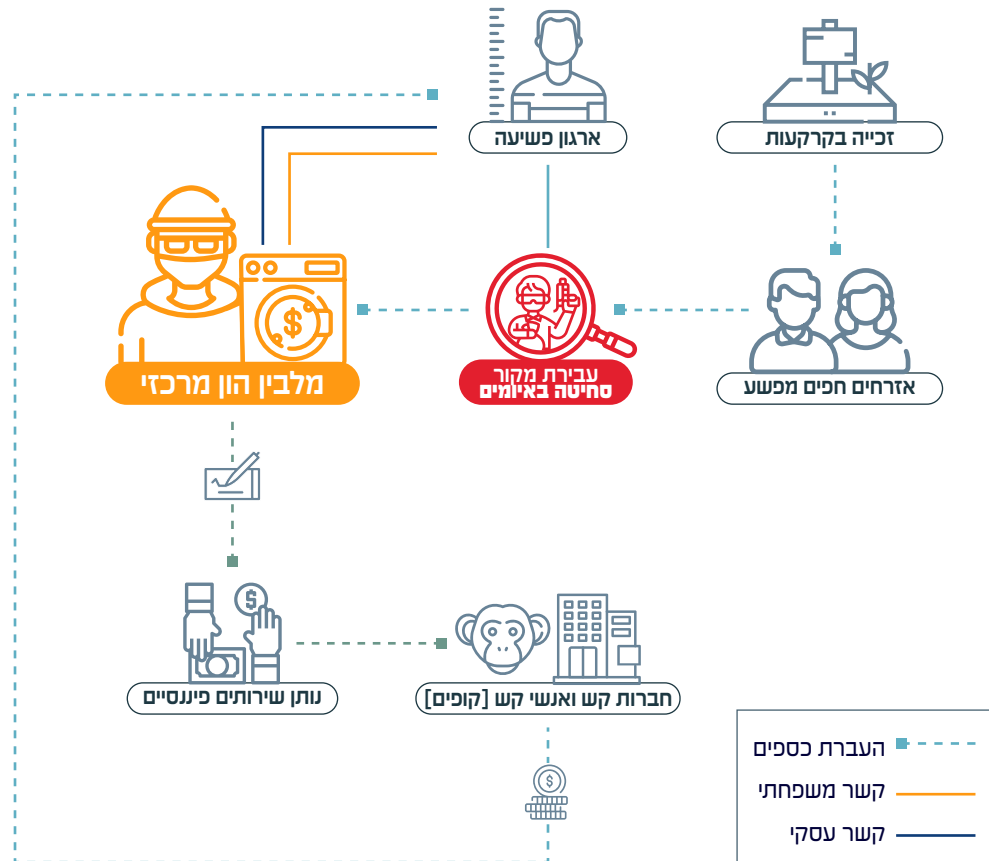 ארגון פשיעה
זכייה בקרקעות
מלבין הון מרכזי
עבירת מקור
סחיטה באיומים
אזרחים חפים מפשע
נותן שירותים פיננסיים
חברות קש ואנשי קש [קופים]
העברת כספים
קשר משפחתי
קשר עסקי